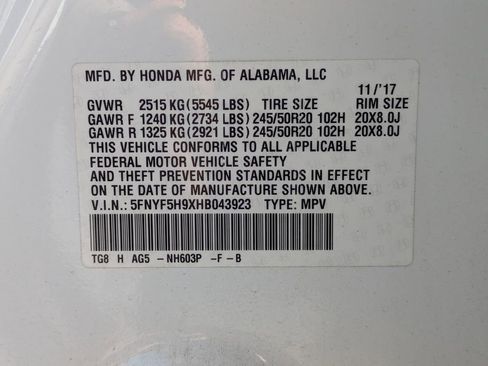 MFD. BY HONDA MFG. OF ALABAMA, LLC
11/'17
GVWR 2515 KG (5545 LBS) TIRE SIZE RIM SIZE
GAWR F 1240 KG (2734 LBS) 245/50R20 102H 20X8.0J
GAWR R 1325 KG (2921 LBS) 245/50R20 102H 20X8.0J
THIS VEHICLE CONFORMS TO ALL APPLICABLE
FEDERAL MOTOR VEHICLE SAFETY
AND THEFT PREVENTION STANDARDS IN EFFECT
ON THE DATE OF MANUFACTURE SHOWN ABOVE.
V.I.N.: 5FNYF5H9XHB043923 TYPE: MPV
TG8 H AG5 -NH603P -F-B